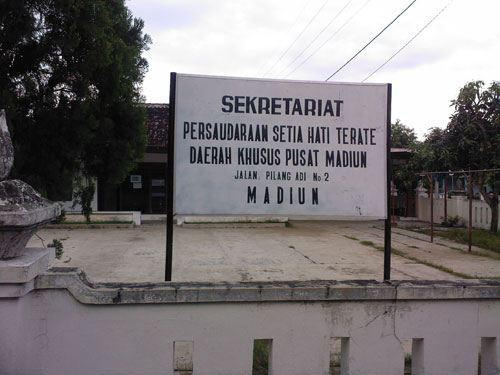 SEKRETARIAT
PERSAUDARAAN SETIA HATI TERATE
DAERAH KHUSUS PUSAT MADIUN
JALAN. PILANG ADI No 2
MADIUN